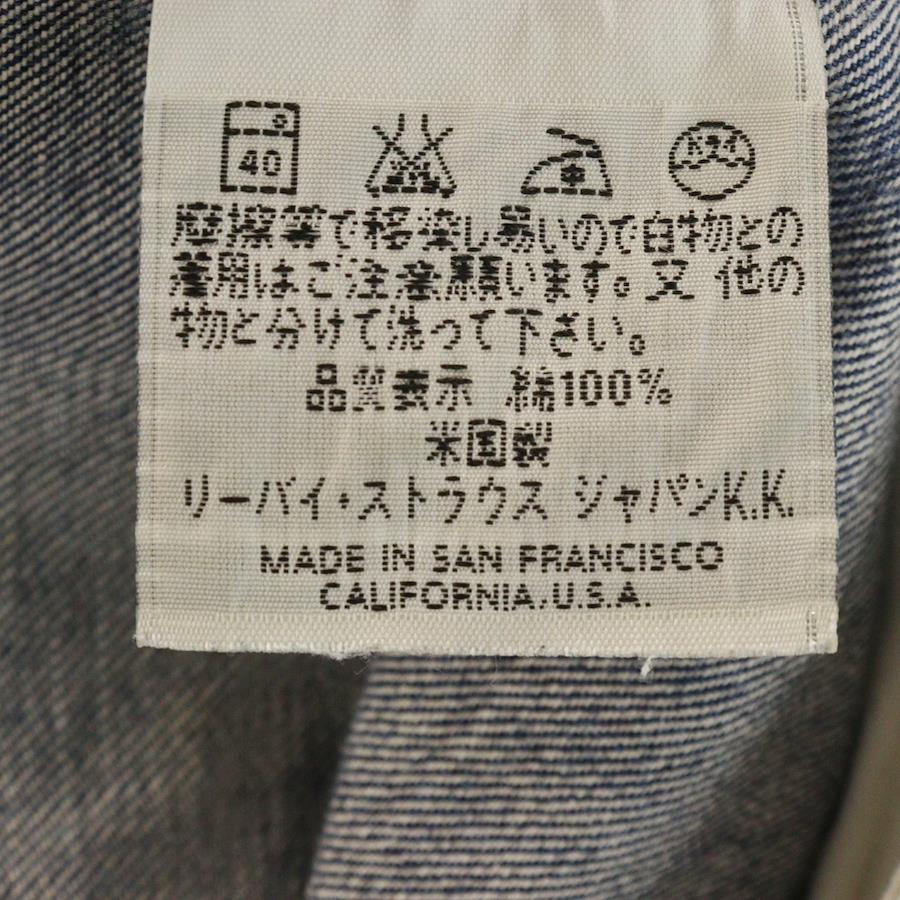 40
摩擦等で移染し易いので白物との
着用はご注意願います。又 他の
物と分けて洗って下さい。
品質表示 綿100%
米国製
リーバイ・ストラウス ジャパンK.K.
MADE IN SAN FRANCISCO
CALIFORNIA,U.S.A.